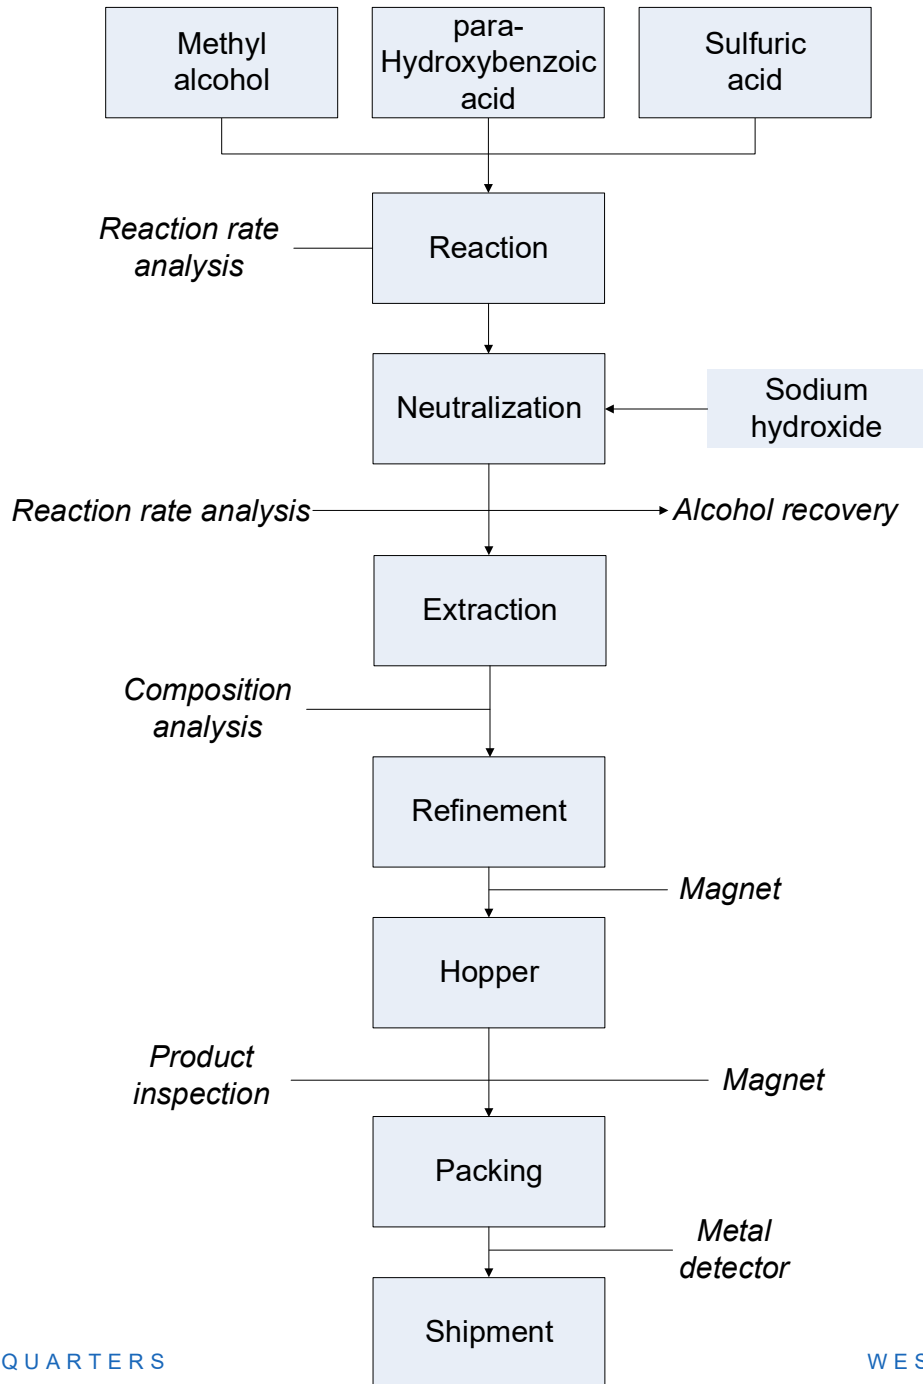 Methyl
alcohol
para-
Hydroxybenzoic
acid
Sulfuric
acid
Reaction rate
analysis
Reaction
Neutralization
Sodium
hydroxide
Reaction rate analysis
Alcohol recovery
Extraction
Composition
analysis
Refinement
Magnet
Hopper
Product
inspection
Magnet
Packing
Metal
detector
Shipment
QUARTERS
WES